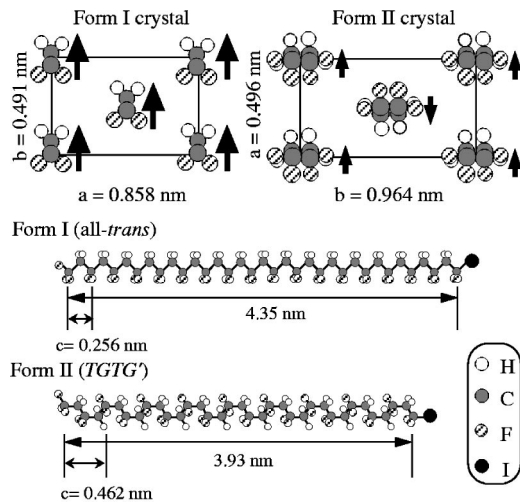 Form I crystal
Form II crystal
b = 0.491 nm
a = 0.858 nm
a = 0.496 nm
b = 0.964 nm
Form I (all-trans)
4.35 nm
c= 0.256 nm
Form II (TGTG')
3.93 nm
c= 0.462 nm
H
C
F
I